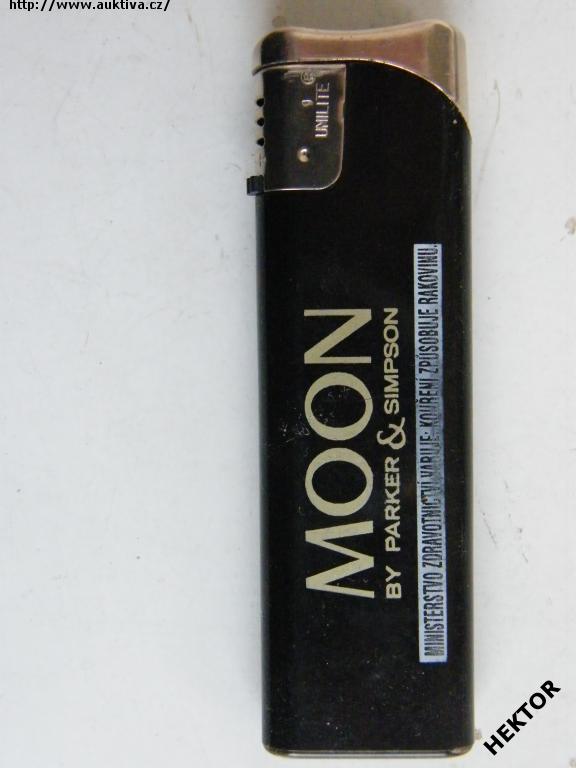 http://www.auktiva.cz/
UNILITE
MOON
BY PARKER & SIMPSON
MINISTERSTVO ZDRAVOTNICTVÍ VARUJE: KOUŘENÍ ZPŮSOBUJE RAKOVINU.
HEKTOR